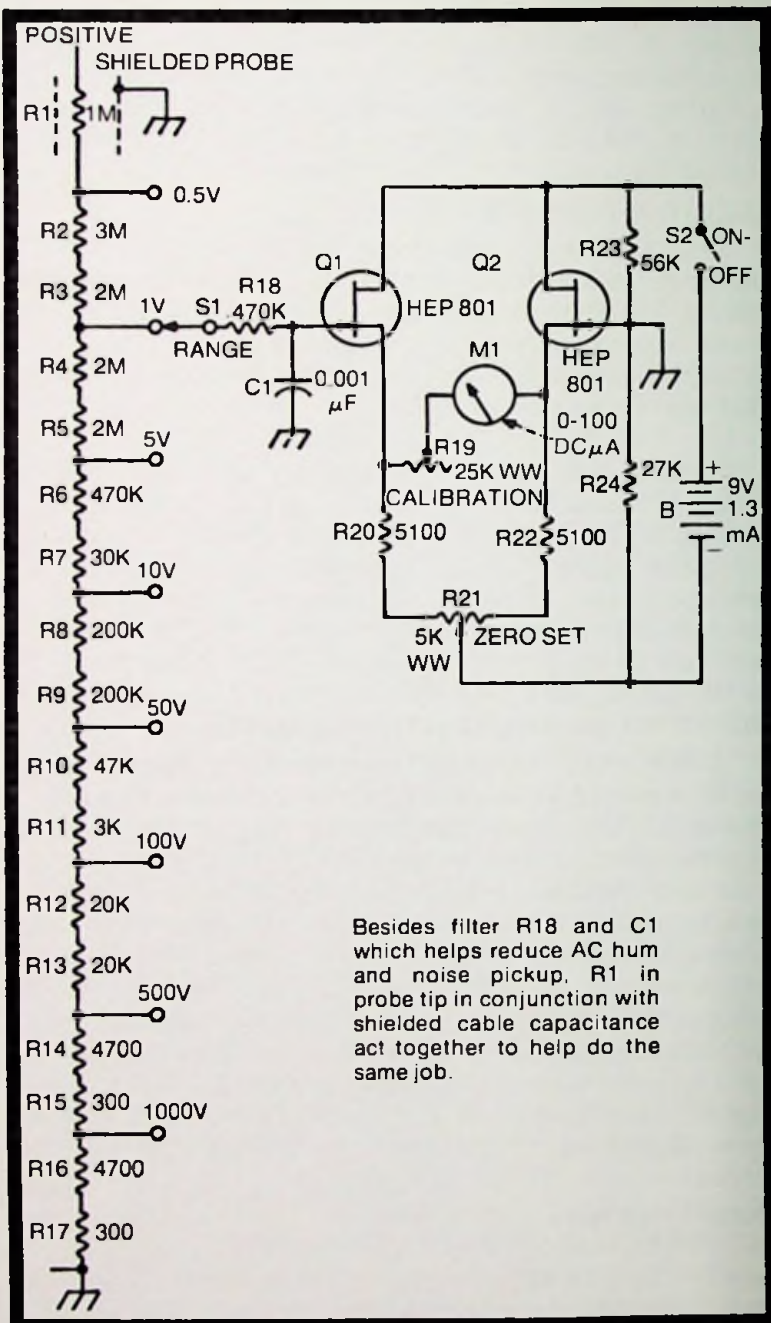 POSITIVE
SHIELDED PROBE
R1
1M
0.5V
R2 3M
R3 2M
1V S1 R18
470K
RANGE
C1 0.001
µF
R4 2M
R5 2M
5V
R6 470K
R7 30K
10V
R8 200K
R9 200K
50V
R10 47K
R11 3K
100V
R12 20K
R13 20K
500V
R14 4700
R15 300
1000V
R16 4700
R17 300
Q1
HEP 801
Q2
HEP
801
M1
0-100
DCµA
R19
25K WW
CALIBRATION
R20 5100
R22 5100
R21
5K
WW
ZERO SET
R23
56K
R24 27K
S2 ON-
OFF
+
B 9V
1.3
mA
-
Besides filter R18 and C1
which helps reduce AC hum
and noise pickup, R1 in
probe tip in conjunction with
shielded cable capacitance
act together to help do the
same job.